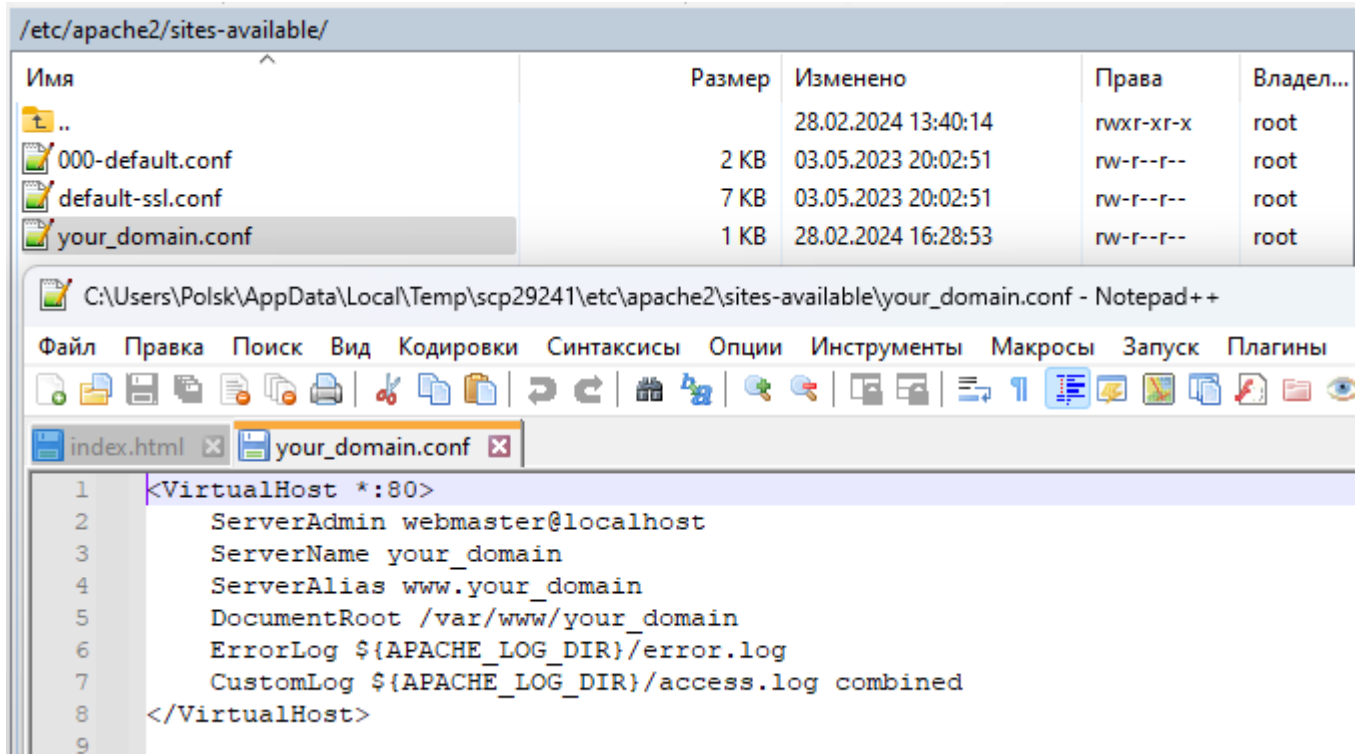 /etc/apache2/sites-available/
Имя Размер Изменено Права Владел...
.. 28.02.2024 13:40:14 rwxr-xr-x root
000-default.conf 2 KB 03.05.2023 20:02:51 rw-r--r-- root
default-ssl.conf 7 KB 03.05.2023 20:02:51 rw-r--r-- root
your_domain.conf 1 KB 28.02.2024 16:28:53 rw-r--r-- root
C:\Users\Polsk\AppData\Local\Temp\scp29241\etc\apache2\sites-available\your_domain.conf - Notepad++
Файл Правка Поиск Вид Кодировки Синтаксисы Опции Инструменты Макросы Запуск Плагины
index.html your_domain.conf
1 <VirtualHost *:80>
2 ServerAdmin webmaster@localhost
3 ServerName your_domain
4 ServerAlias www.your_domain
5 DocumentRoot /var/www/your_domain
6 ErrorLog ${APACHE_LOG_DIR}/error.log
7 CustomLog ${APACHE_LOG_DIR}/access.log combined
8 </VirtualHost>
9